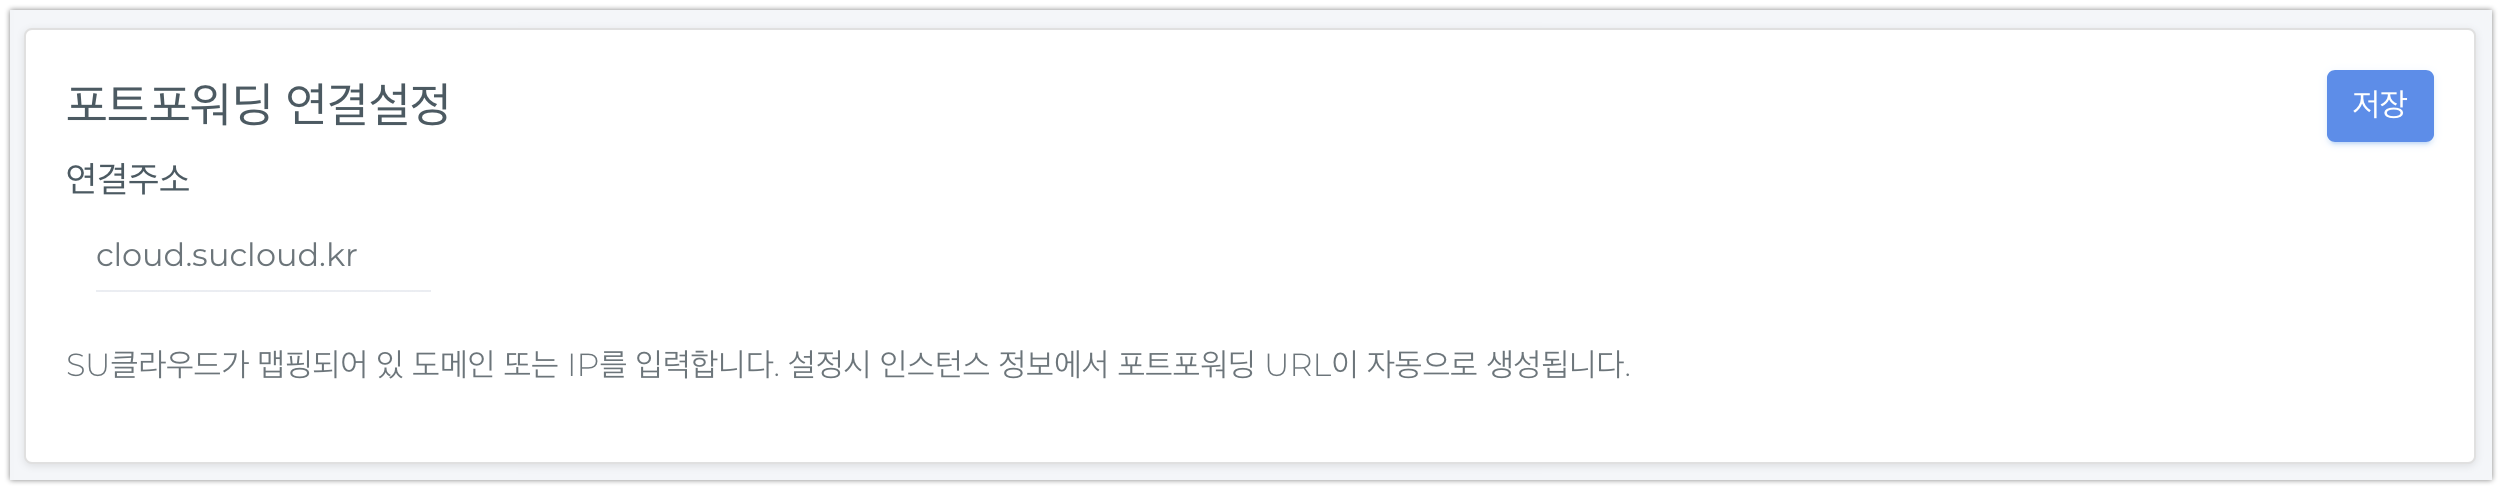 포트포워딩 연결설정
저장
연결주소
cloud.sucloud.kr
SU클라우드가 맵핑되어 있 도메인 또느 IP를 입력합니다. 설정시 인스턴스 정보에서 포트포워딩 URL이 자동으로 생성됩니다.